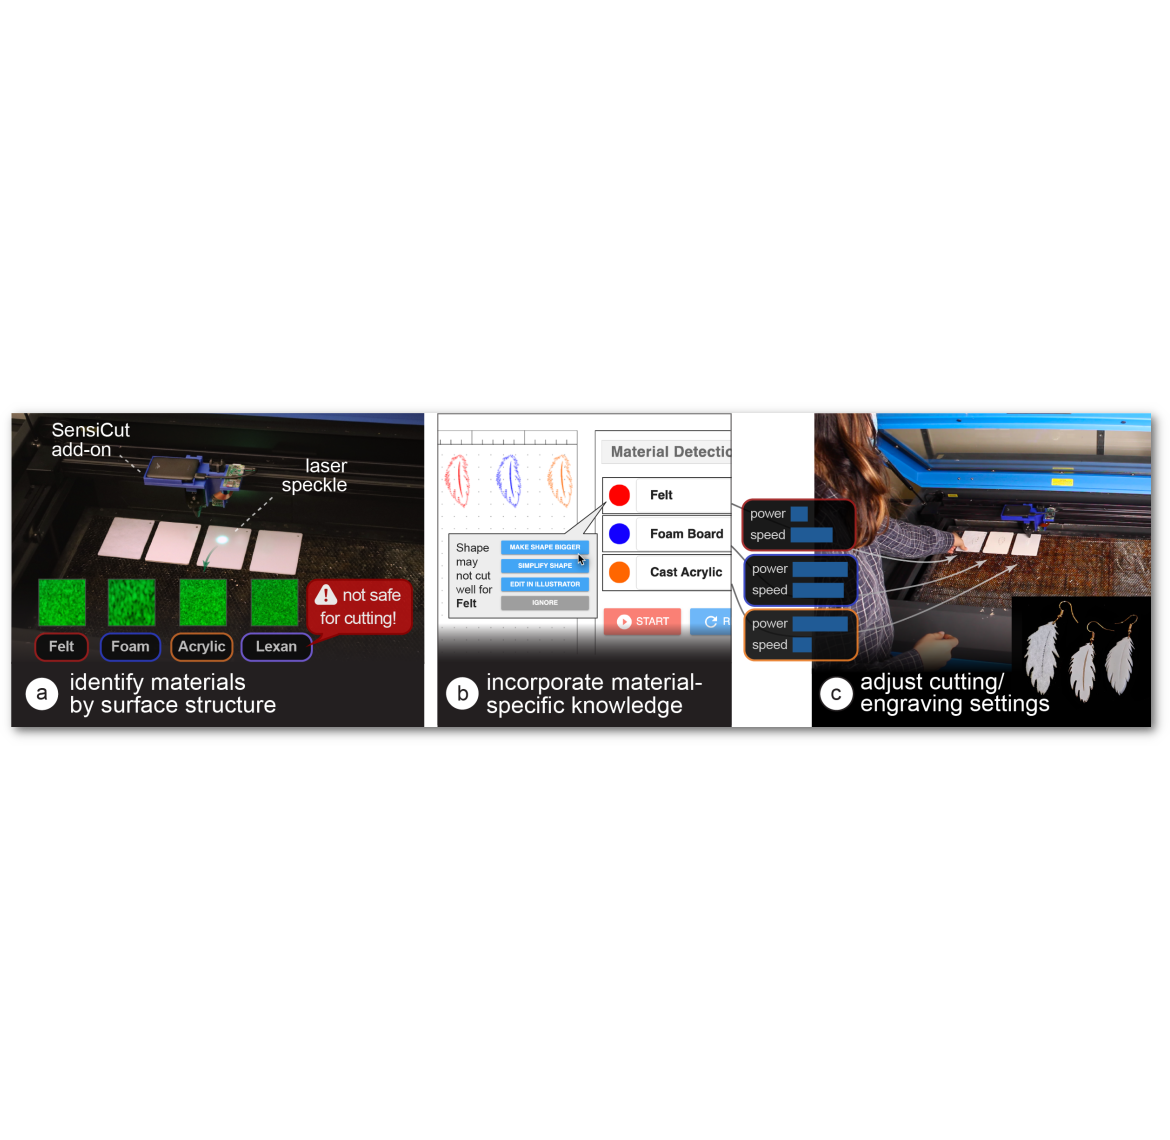 SensiCut
add-on
laser
speckle
not safe
for cutting!
Felt
Foam
Acrylic
Lexan
a
identify materials
by surface structure
Material Detectio
Felt
Foam Board
Cast Acrylic
Shape
may
not cut
well for
Felt
MAKE SHAPE BIGGER
SIMPLIFY SHAPE
EDIT IN ILLUSTRATOR
IGNORE
START
R
b
incorporate material-
specific knowledge
power
speed
power
speed
power
speed
c
adjust cutting/
engraving settings